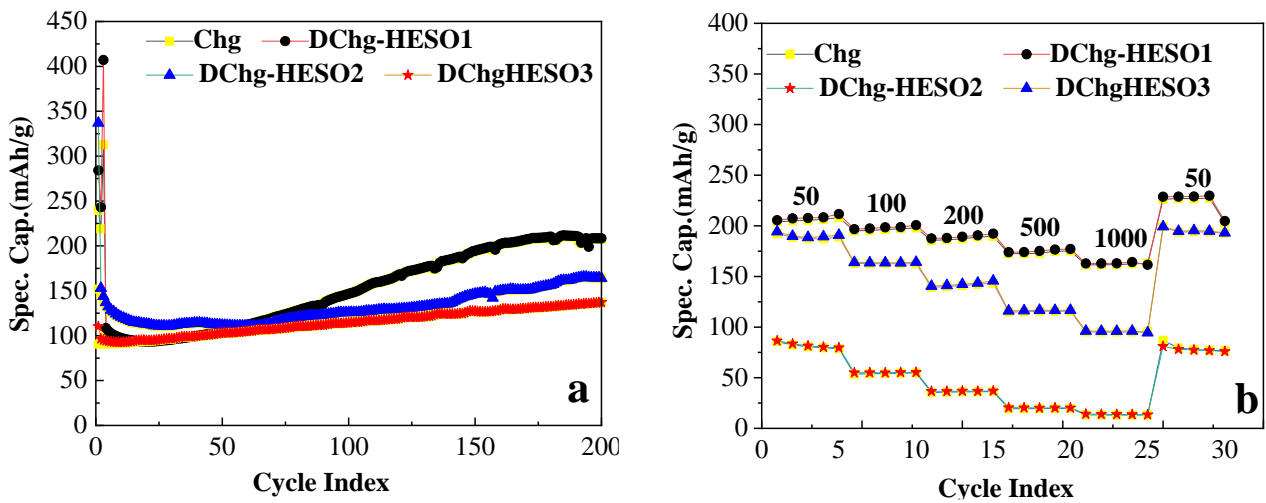 450
400
350
300
250
200
150
100
50
0
Spec. Cap.(mAh/g)
Chg DChg-HESO1
DChg-HESO2 DChgHESO3
a
0 50 100 150 200
Cycle Index
400
350
300
250
200
150
100
50
0
Spec. Cap.(mAh/g)
Chg DChg-HESO1
DChg-HESO2 DChgHESO3
50 100 200 500 1000 50
b
0 5 10 15 20 25 30
Cycle Index